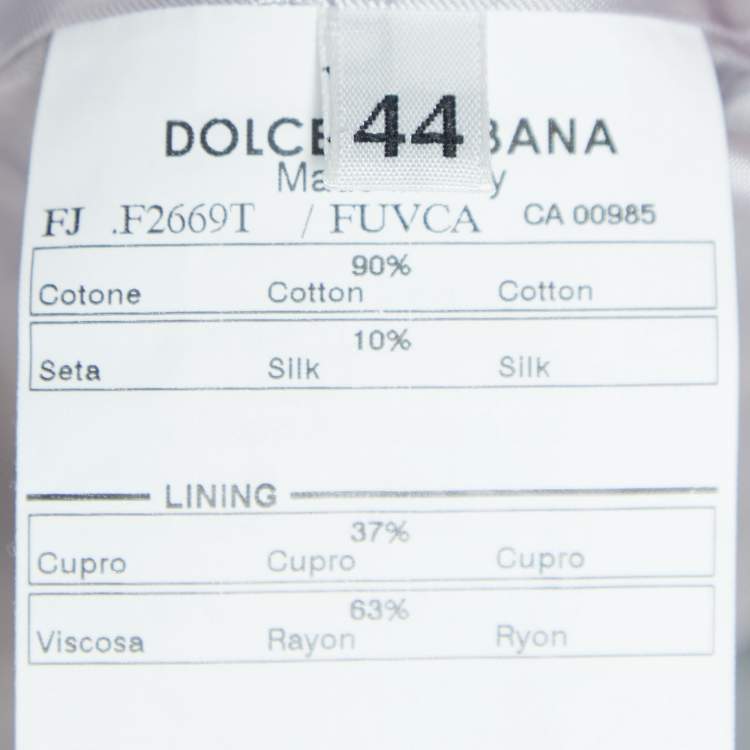 44
DOLCE BANA
Ma y
FJ .F2669T / FUVCA CA 00985
90%
Cotone Cotton Cotton
10%
Seta Silk Silk
LINING
37%
Cupro Cupro Cupro
63%
Viscosa Rayon Ryon